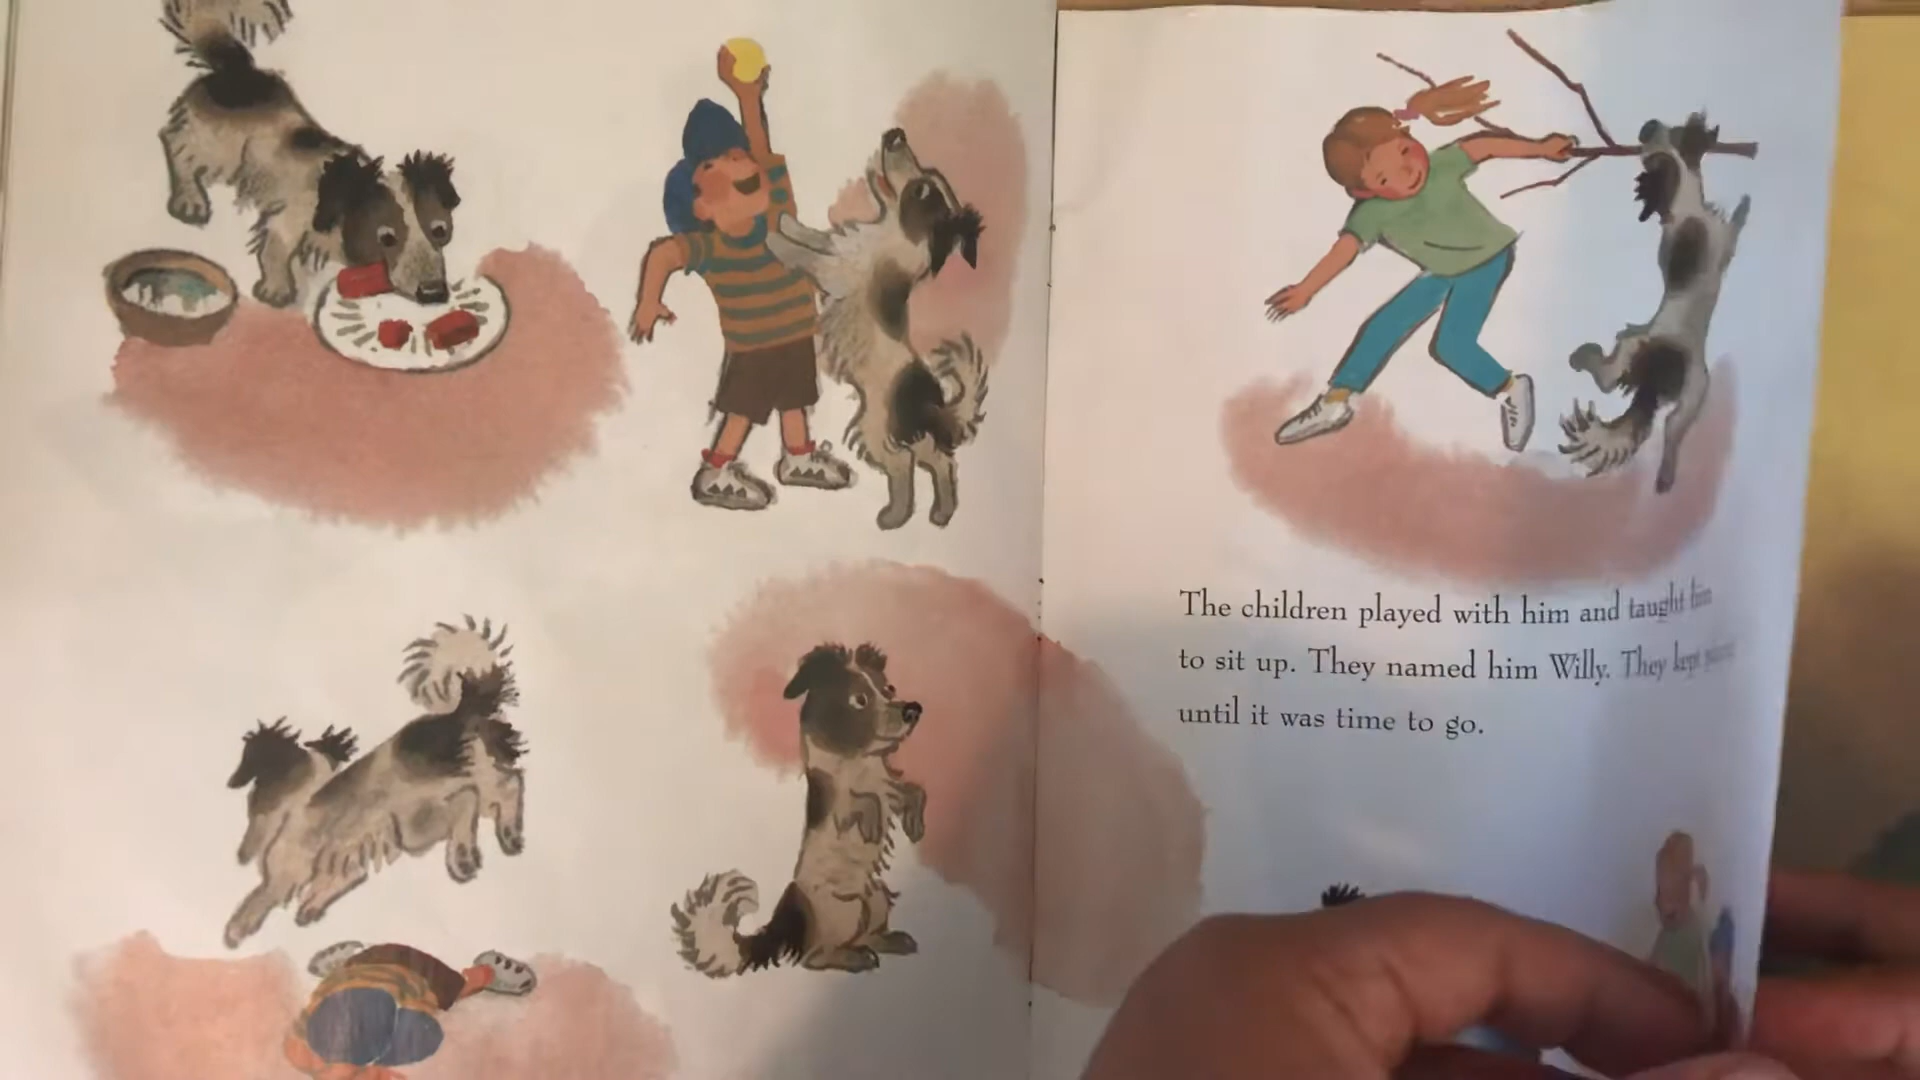 The children played with him and taught him
to sit up. They named him Willy. They kept
until it was time to go.